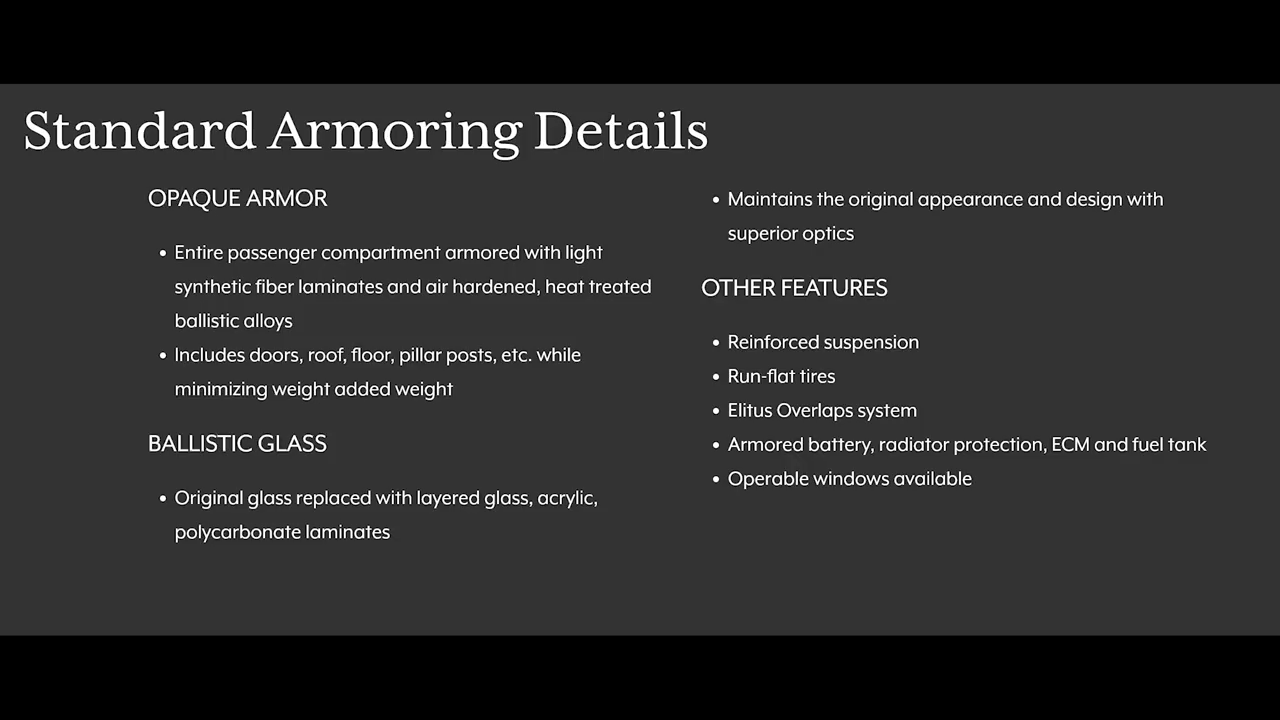 Standard Armoring Details
OPAQUE ARMOR
• Entire passenger compartment armored with light
synthetic fiber laminates and air hardened, heat treated
ballistic alloys
• Includes doors, roof, floor, pillar posts, etc. while
minimizing weight added weight
BALLISTIC GLASS
• Original glass replaced with layered glass, acrylic,
polycarbonate laminates
• Maintains the original appearance and design with
superior optics
OTHER FEATURES
• Reinforced suspension
• Run-flat tires
• Elitus Overlaps system
• Armored battery, radiator protection, ECM and fuel tank
• Operable windows available